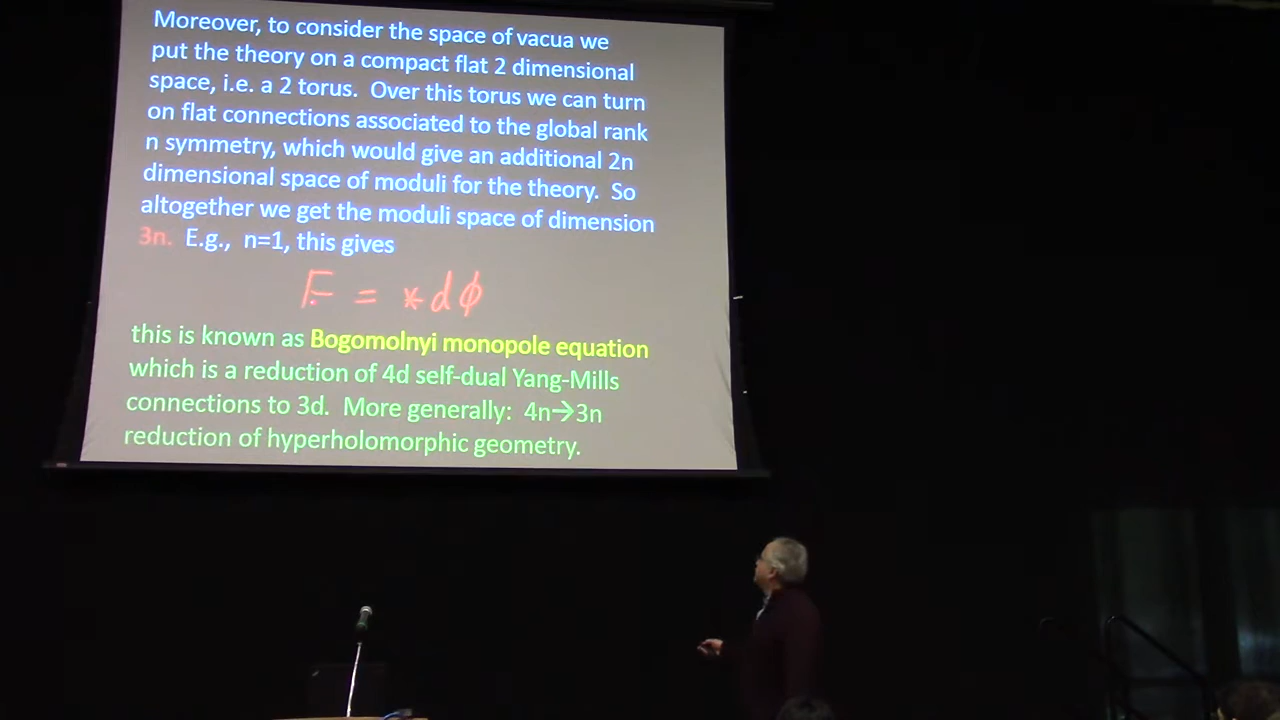 Moreover, to consider the space of vacua we
put the theory on a compact flat 2 dimensional
space, i.e. a 2 torus. Over this torus we can turn
on flat connections associated to the global rank
n symmetry, which would give an additional 2n
dimensional space of moduli for the theory. So
altogether we get the moduli space of dimension
3n. E.g., n=1, this gives
F = *dϕ
this is known as Bogomolnyi monopole equation
which is a reduction of 4d self-dual Yang-Mills
connections to 3d. More generally: 4n→3n
reduction of hyperholomorphic geometry.